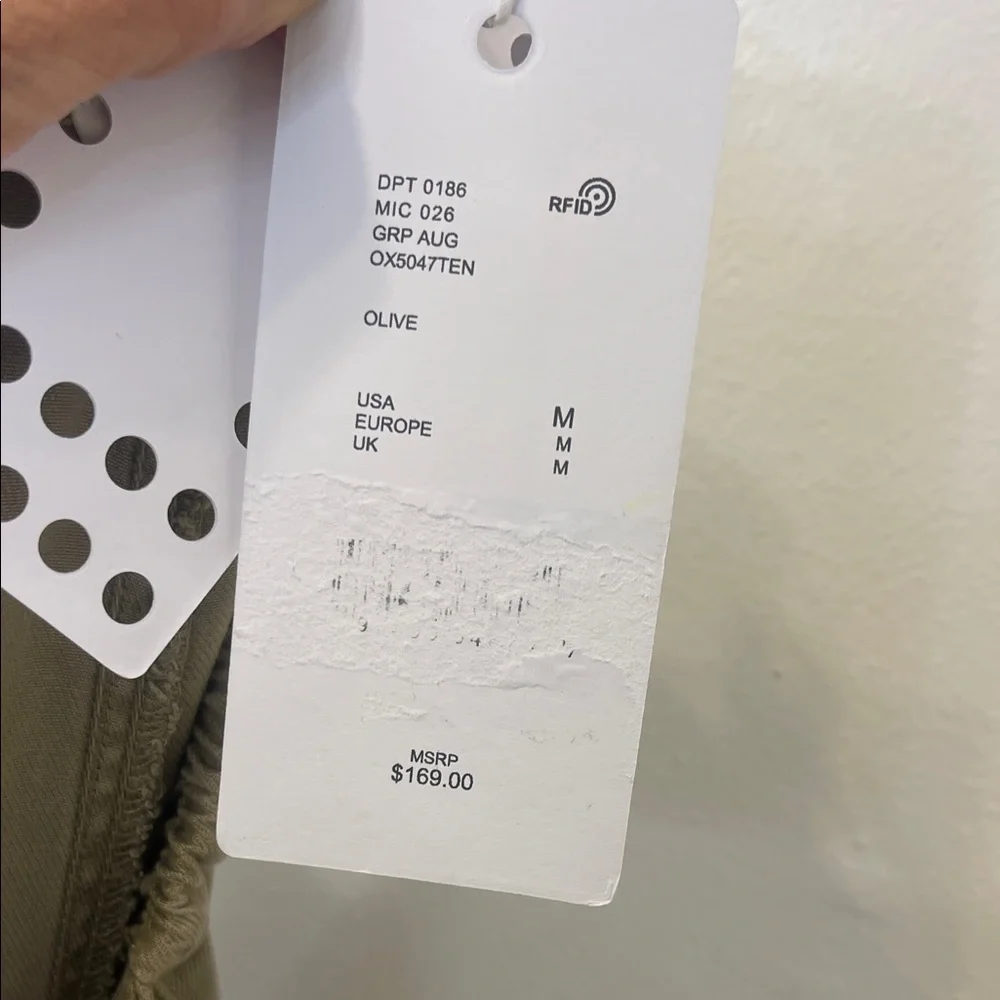 DPT 0186
MIC 026
GRP AUG
OX5047TEN
RFID
OLIVE
USA M
EUROPE M
UK M
MSRP
$169.00